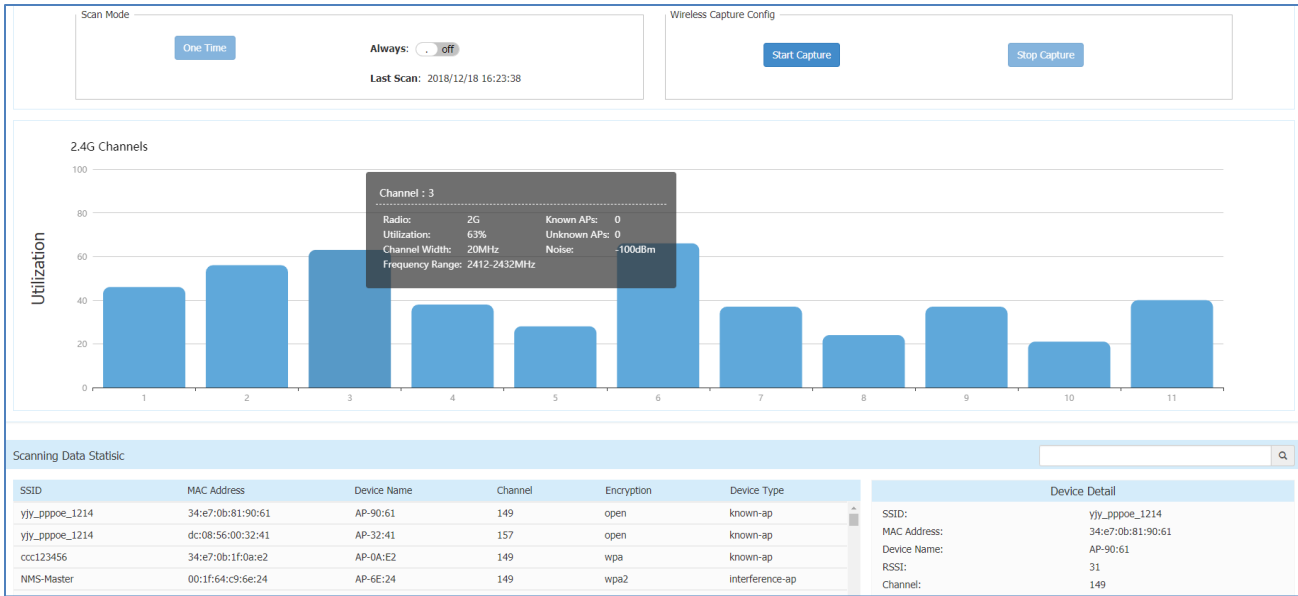 Scan Mode
Wireless Capture Config
One Time
Always: . off
Start Capture
Stop Capture
Last Scan: 2018/12/18 16:23:38
2.4G Channels
Utilization
100
80
60
40
20
0
Channel : 3
Radio: 2G Known APs: 0
Utilization: 63% Unknown APs: 0
Channel Width: 20MHz Noise: -100dBm
Frequency Range: 2412-2432MHz
1 2 3 4 5 6 7 8 9 10 11
Scanning Data Statisic
SSID MAC Address Device Name Channel Encryption Device Type
yjy_pppoe_1214 34:e7:0b:81:90:61 AP-90:61 149 open known-ap
yjy_pppoe_1214 dc:08:56:00:32:41 AP-32:41 157 open known-ap
ccc123456 34:e7:0b:1f:0a:e2 AP-0A:E2 149 wpa known-ap
NMS-Master 00:1f:64:c9:6e:24 AP-6E:24 149 wpa2 interference-ap
Device Detail
SSID: yjy_pppoe_1214
MAC Address: 34:e7:0b:81:90:61
Device Name: AP-90:61
RSSI: 31
Channel: 149